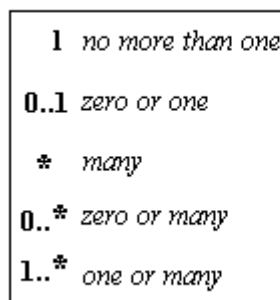 1 no more than one
0..1 zero or one
* many
0..* zero or many
1..* one or many